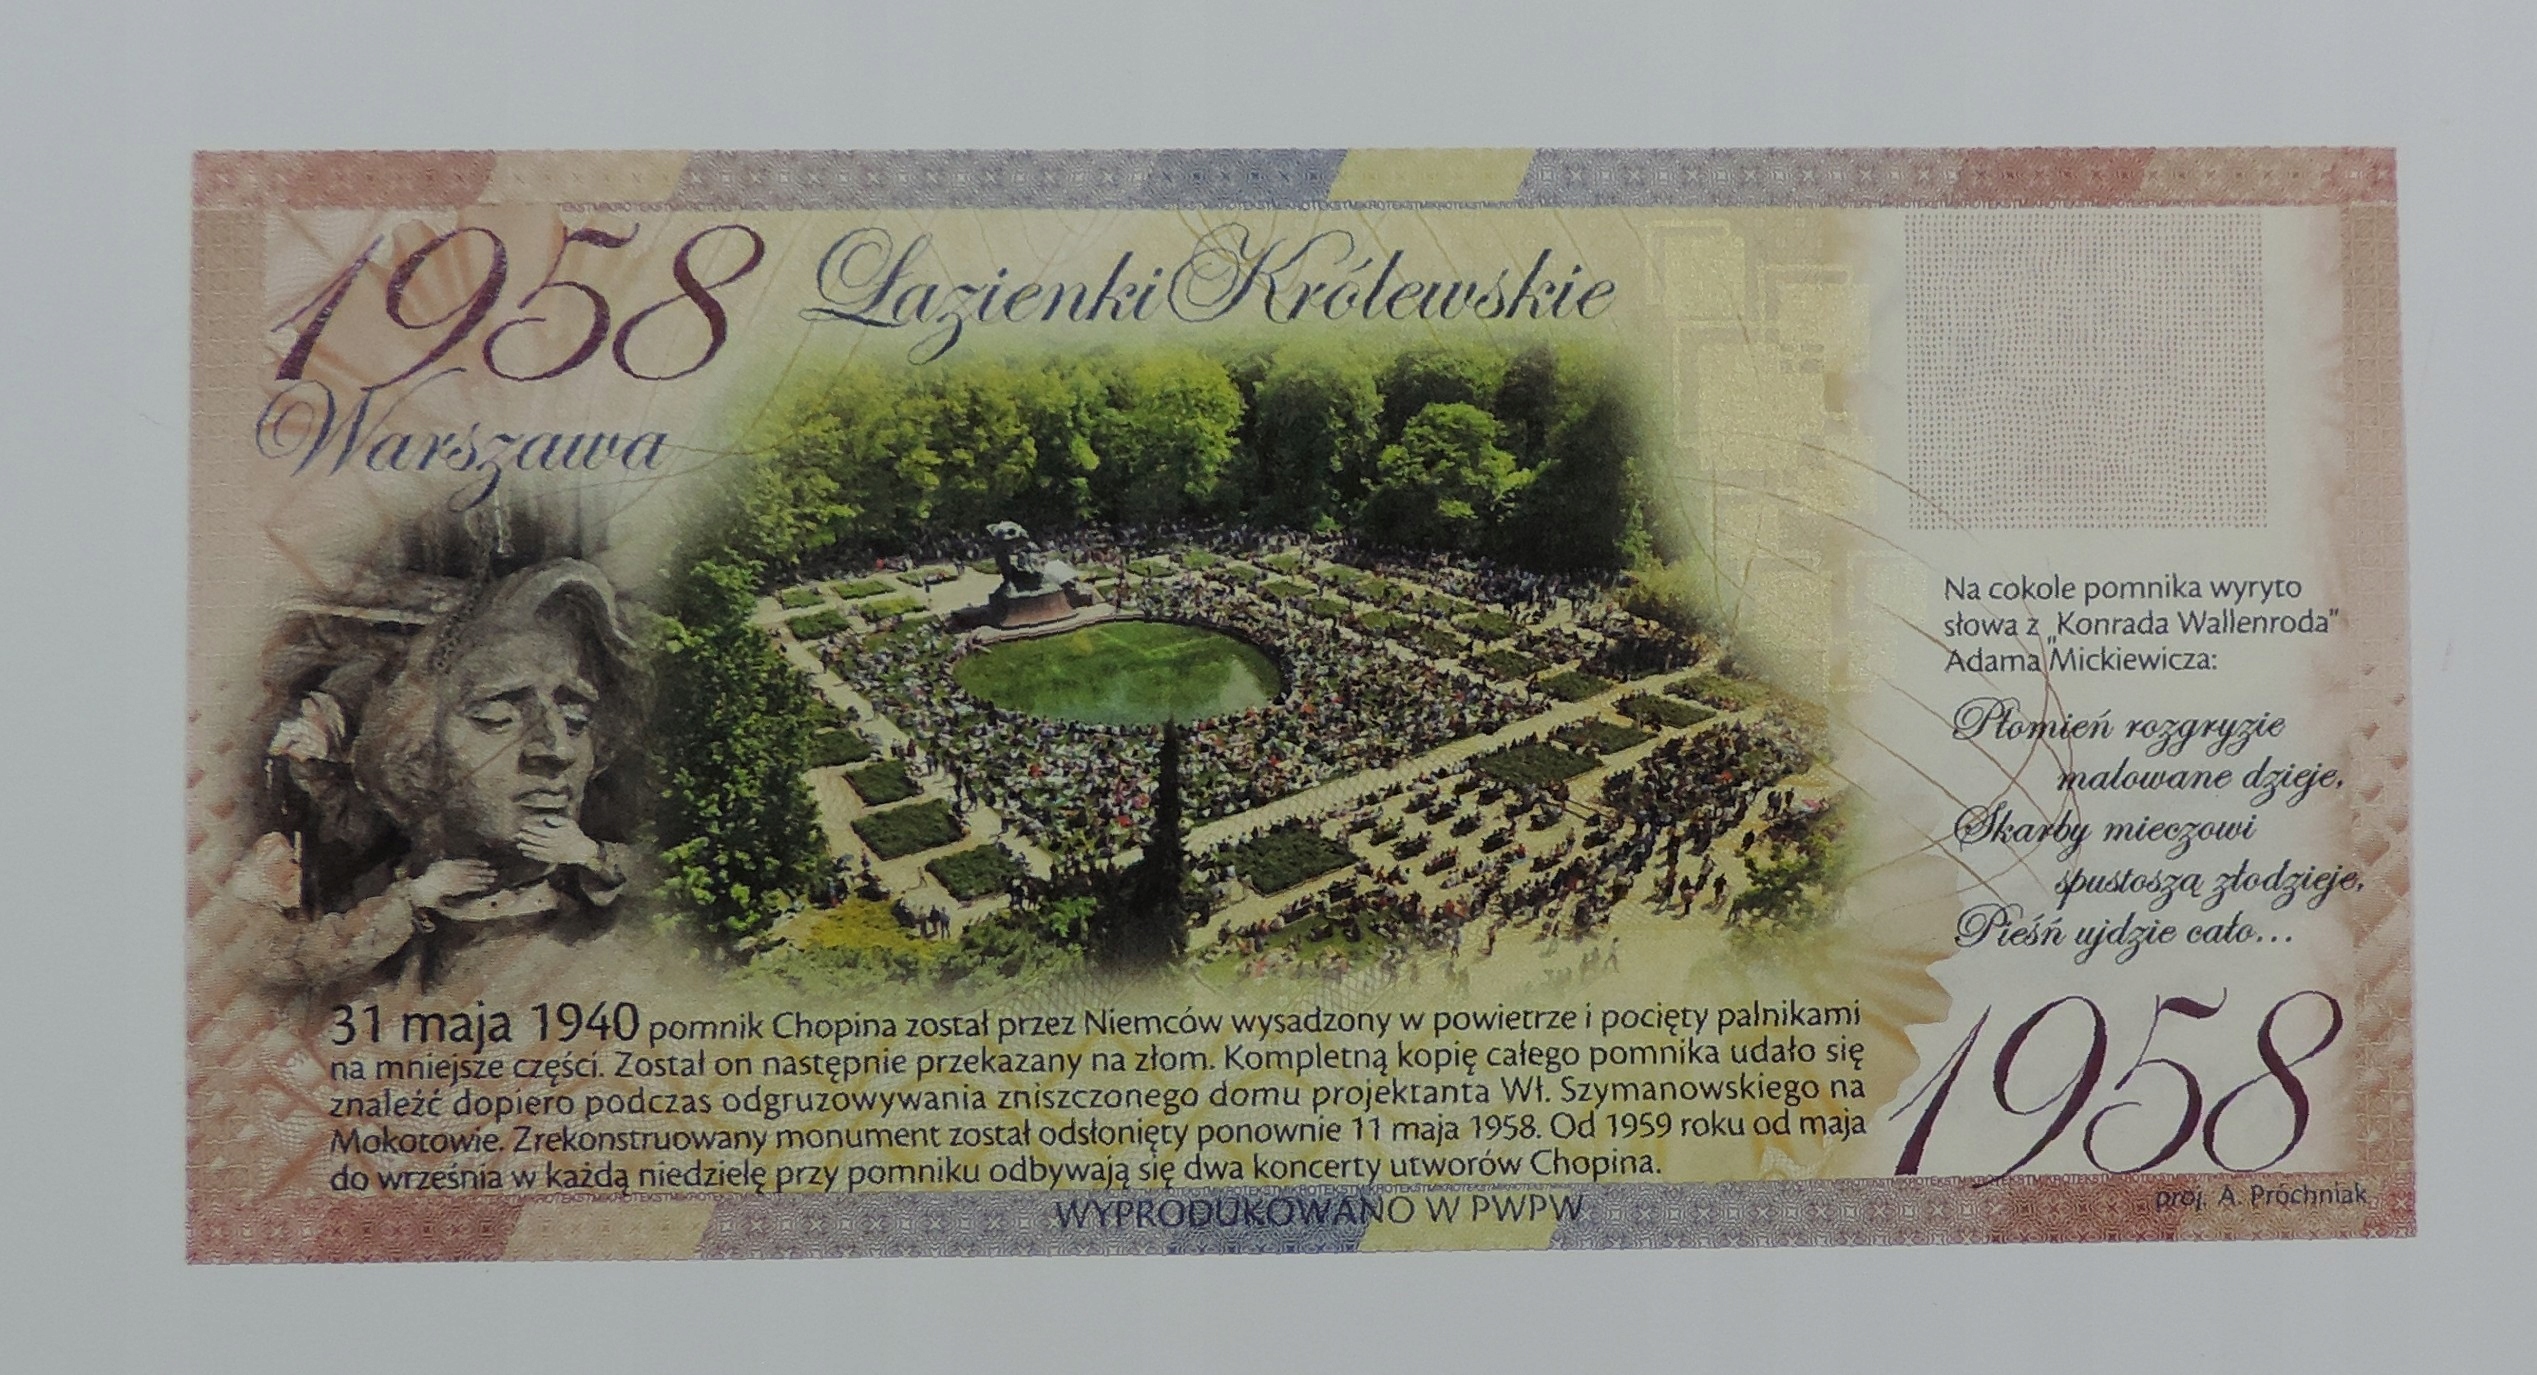 1958
Łazienki Królewskie
Warszawa
Na cokole pomnika wyryto
słowa z „Konrada Wallenroda”
Adama Mickiewicza:
Płomień rozgryzie
malowane dzieje,
Skarby mieczowi
spustoszą złodzieje,
Pieśń ujdzie cało...
31 maja 1940 pomnik Chopina został przez Niemców wysadzony w powietrze i pocięty palnikami
na mniejsze części. Został on następnie przekazany na złom. Kompletną kopię całego pomnika udało się
znaleźć dopiero podczas odgruzowywania zniszczonego domu projektanta Wł. Szymanowskiego na
Mokotowie. Zrekonstruowany monument został odsłonięty ponownie 11 maja 1958. Od 1959 roku od maja
do września w każdą niedzielę przy pomniku odbywają się dwa koncerty utworów Chopina.
1958
WYPRODUKOWANO W PWPW
proj. A. Próchniak